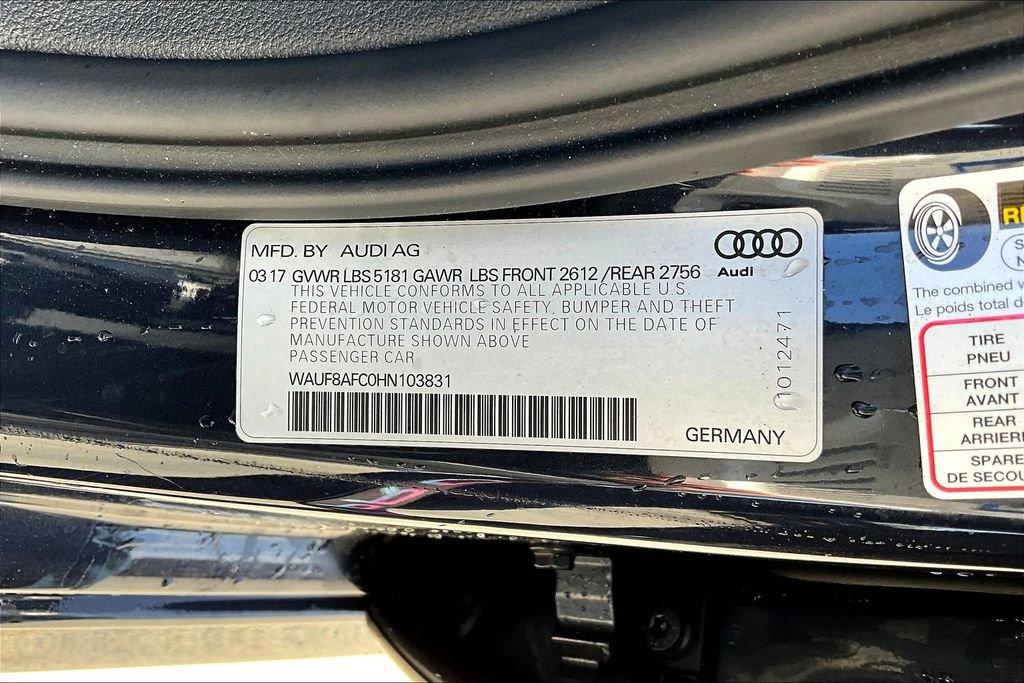 MFD. BY AUDI AG
Audi
03 17 GVWR LBS 5181 GAWR LBS FRONT 2612 /REAR 2756
THIS VEHICLE CONFORMS TO ALL APPLICABLE U.S.
FEDERAL MOTOR VEHICLE SAFETY, BUMPER AND THEFT
PREVENTION STANDARDS IN EFFECT ON THE DATE OF
MANUFACTURE SHOWN ABOVE
PASSENGER CAR
WAUF8AFC0HN103831
GERMANY
The combined
Le poids total
TIRE
PNEU
FRONT
AVANT
REAR
SPARE